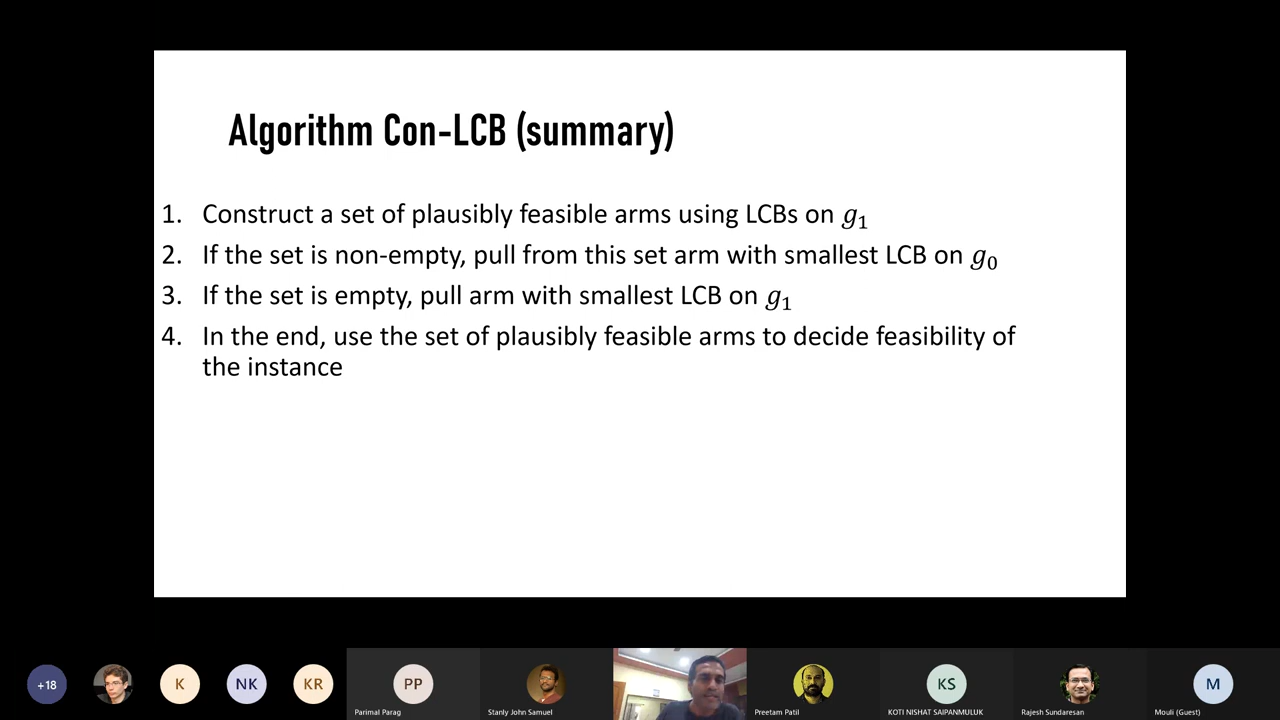 Algorithm Con-LCB (summary)
1. Construct a set of plausibly feasible arms using LCBs on g₁
2. If the set is non-empty, pull from this set arm with smallest LCB on g₀
3. If the set is empty, pull arm with smallest LCB on g₁
4. In the end, use the set of plausibly feasible arms to decide feasibility of
the instance
+18
K
NK
KR
PP
KS
M
Parimal Parag
Stanly John Samuel
Preetam Patil
KOTI NISHAT SAIPANMULUK
Rajesh Sundaresan
Mouli (Guest)